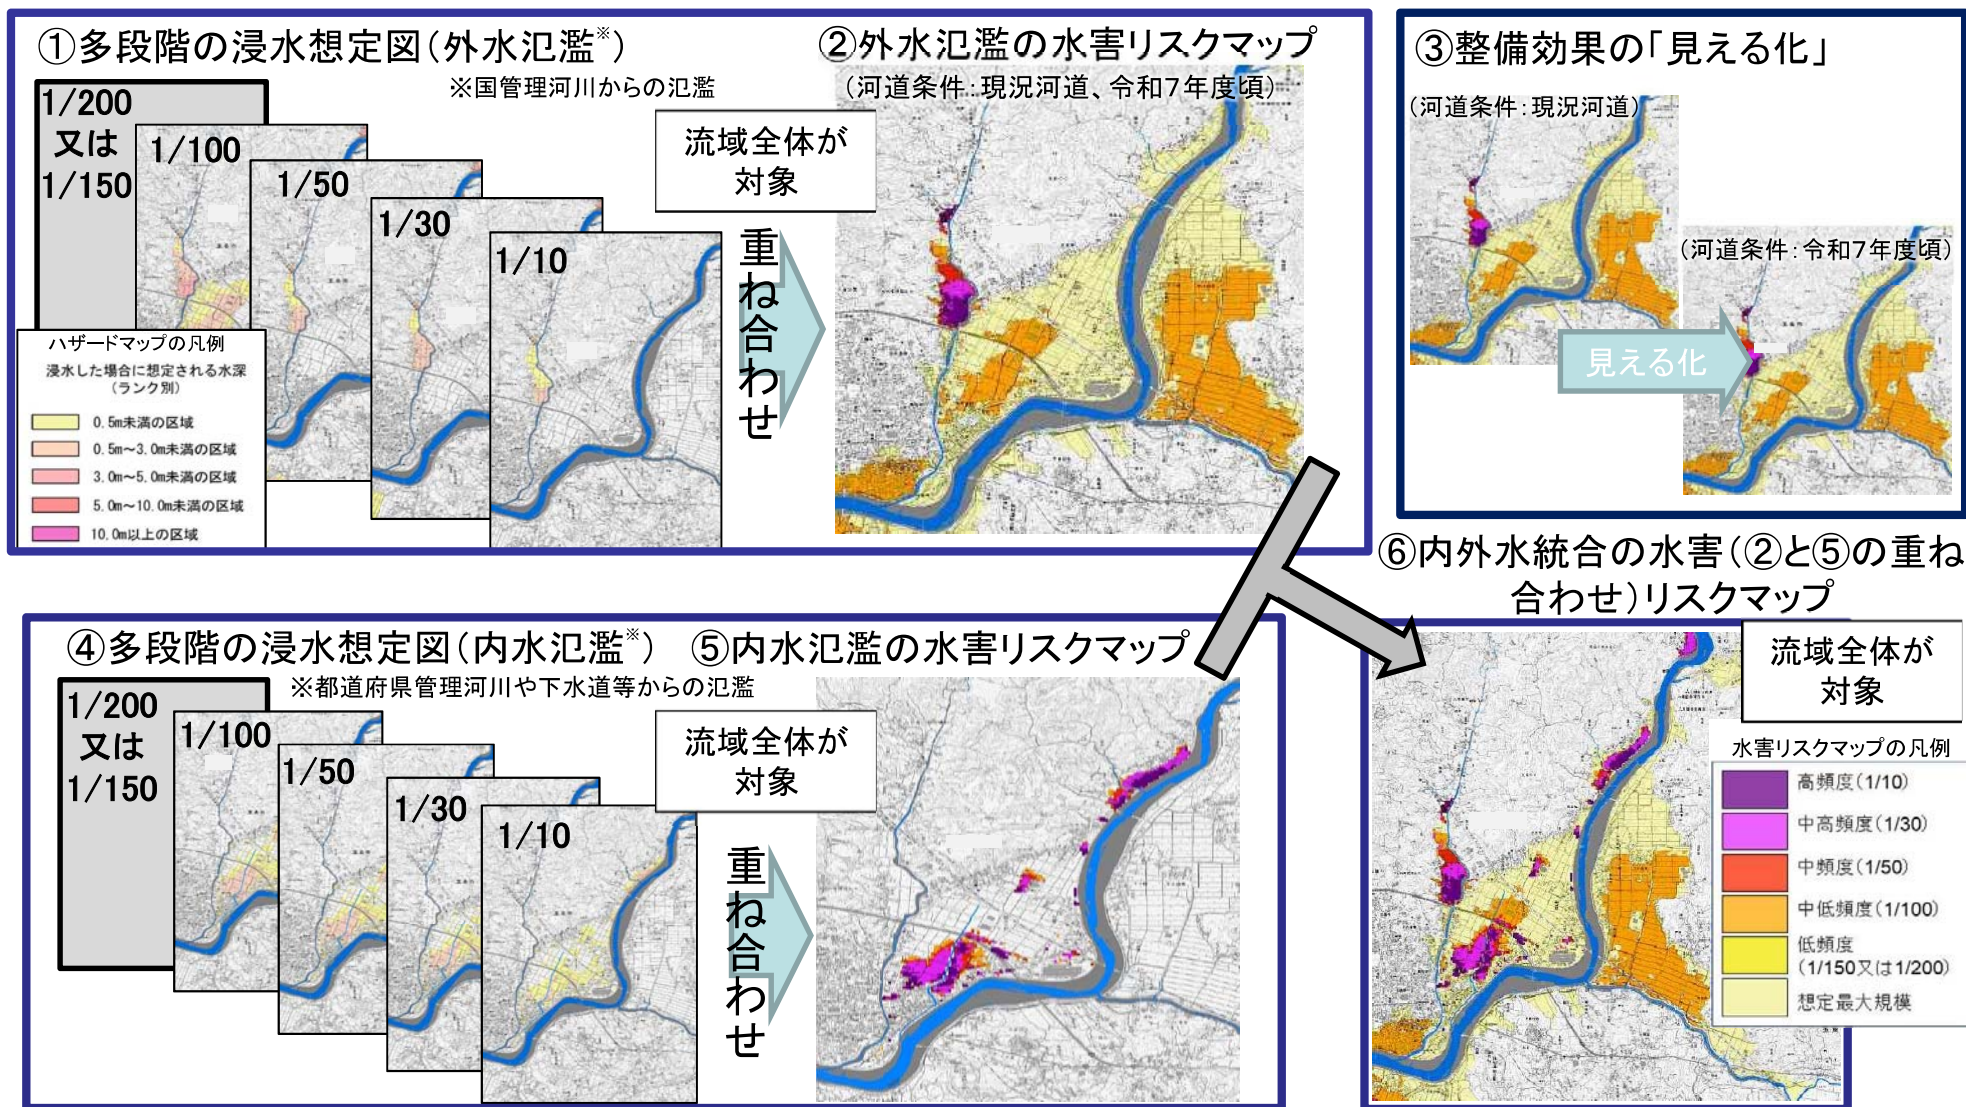 ①多段階の浸水想定図(外水氾濫※)
※国管理河川からの氾濫
1/200
又は
1/150
1/100
1/50
1/30
1/10
ハザードマップの凡例
浸水した場合に想定される水深
(ランク別)
0.5m未満の区域
0.5m～3.0m未満の区域
3.0m～5.0m未満の区域
5.0m～10.0m未満の区域
10.0m以上の区域
流域全体が
対象
重ね合わせ
②外水氾濫の水害リスクマップ
(河道条件:現況河道、令和7年度頃)
③整備効果の「見える化」
(河道条件:現況河道)
見える化
(河道条件:令和7年度頃)
④多段階の浸水想定図(内水氾濫※)
※都道府県管理河川や下水道等からの氾濫
1/200
又は
1/150
1/100
1/50
1/30
1/10
流域全体が
対象
重ね合わせ
⑤内水氾濫の水害リスクマップ
⑥内外水統合の水害(②と⑤の重ね
合わせ)リスクマップ
流域全体が
対象
水害リスクマップの凡例
高頻度(1/10)
中高頻度(1/30)
中頻度(1/50)
中低頻度(1/100)
低頻度
(1/150又は1/200)
想定最大規模